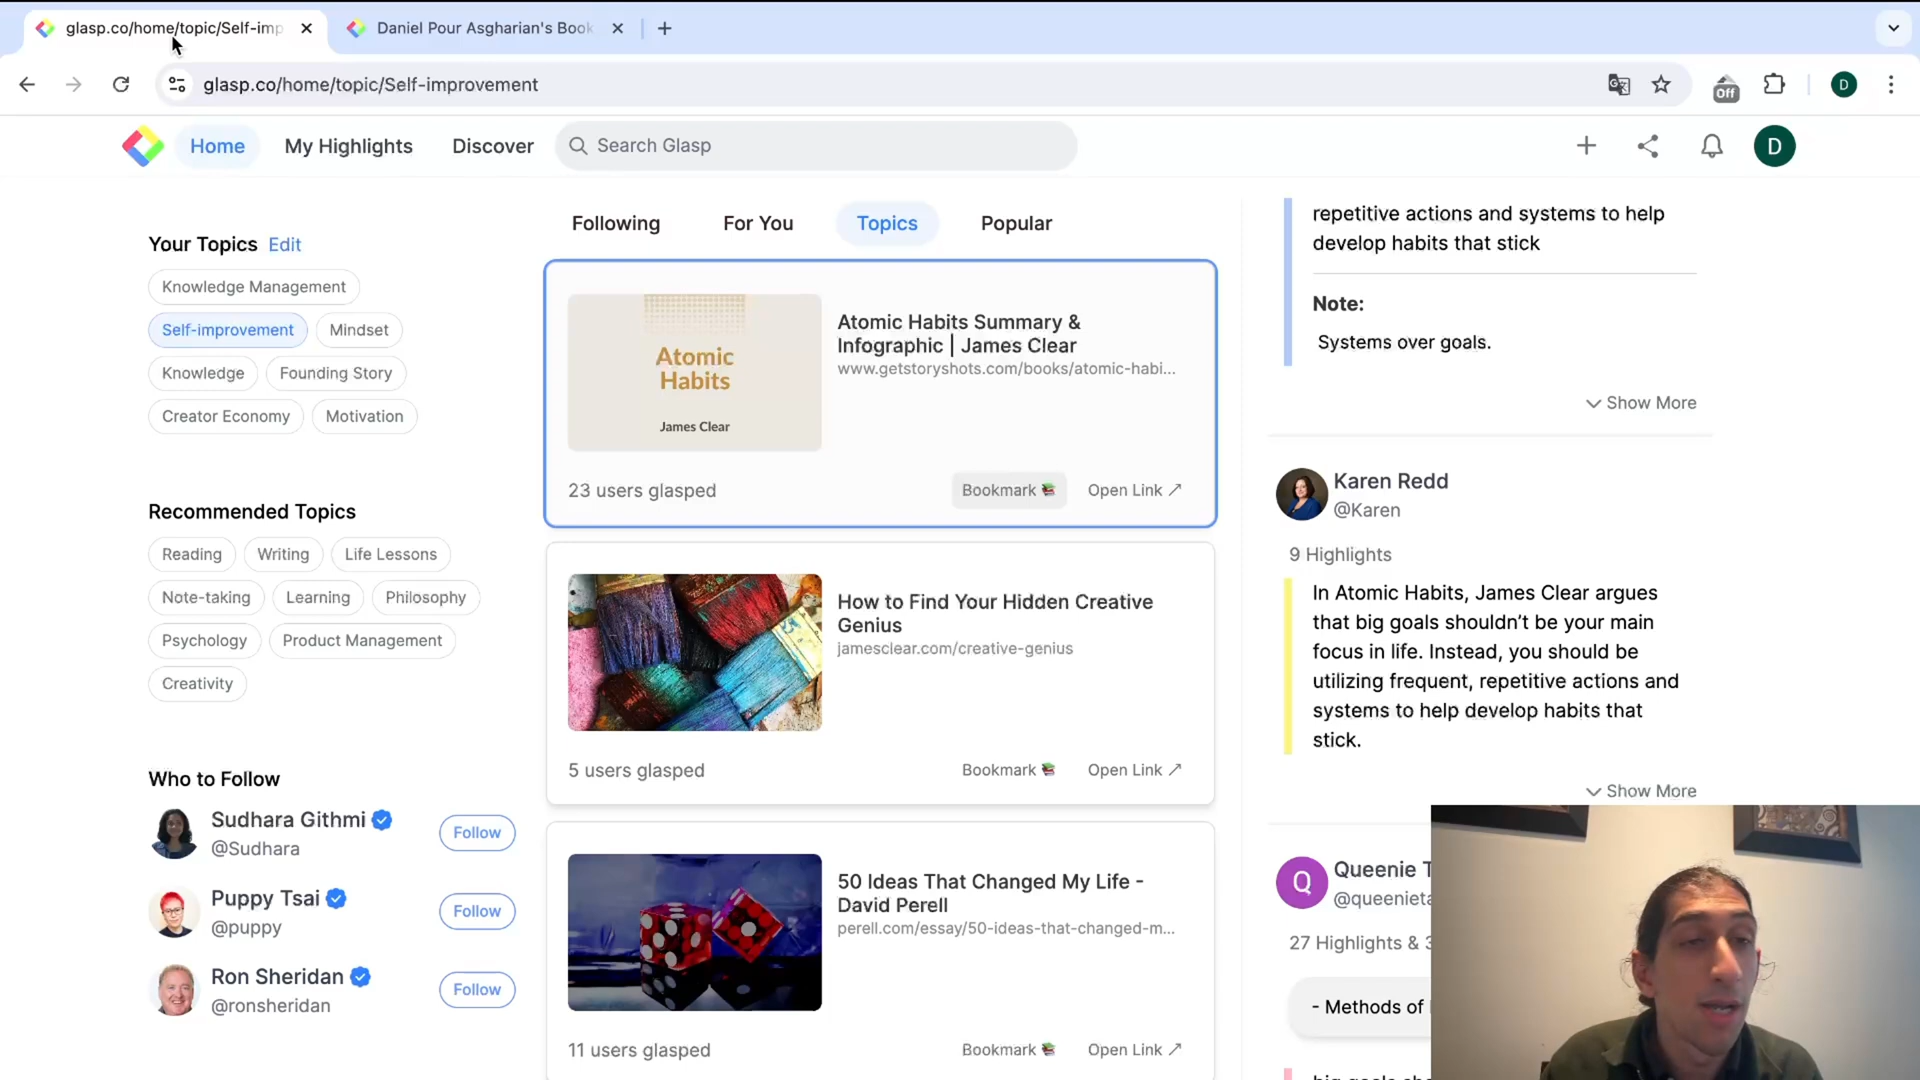 glasp.co/home/topic/Self-imp
Daniel Pour Asgharian's Book
glasp.co/home/topic/Self-improvement
Off
D
Home
My Highlights
Discover
Search Glasp
D
Your Topics Edit
Knowledge Management
Self-improvement
Mindset
Knowledge
Founding Story
Creator Economy
Motivation
Recommended Topics
Reading
Writing
Life Lessons
Note-taking
Learning
Philosophy
Psychology
Product Management
Creativity
Who to Follow
Sudhara Githmi
@Sudhara
Follow
Puppy Tsai
@puppy
Follow
Ron Sheridan
@ronsheridan
Follow
Following
For You
Topics
Popular
Atomic
Habits
James Clear
Atomic Habits Summary &
Infographic | James Clear
www.getstoryshots.com/books/atomic-habi...
23 users glasped
Bookmark
Open Link
How to Find Your Hidden Creative
Genius
jamesclear.com/creative-genius
5 users glasped
Bookmark
Open Link
50 Ideas That Changed My Life -
David Perell
perell.com/essay/50-ideas-that-changed-m...
11 users glasped
Bookmark
Open Link
repetitive actions and systems to help
develop habits that stick
Note:
Systems over goals.
Show More
Karen Redd
@Karen
9 Highlights
In Atomic Habits, James Clear argues
that big goals shouldn't be your main
focus in life. Instead, you should be
utilizing frequent, repetitive actions and
systems to help develop habits that
stick.
Show More
Q
Queenie T
@queenieta
27 Highlights & 3
- Methods of